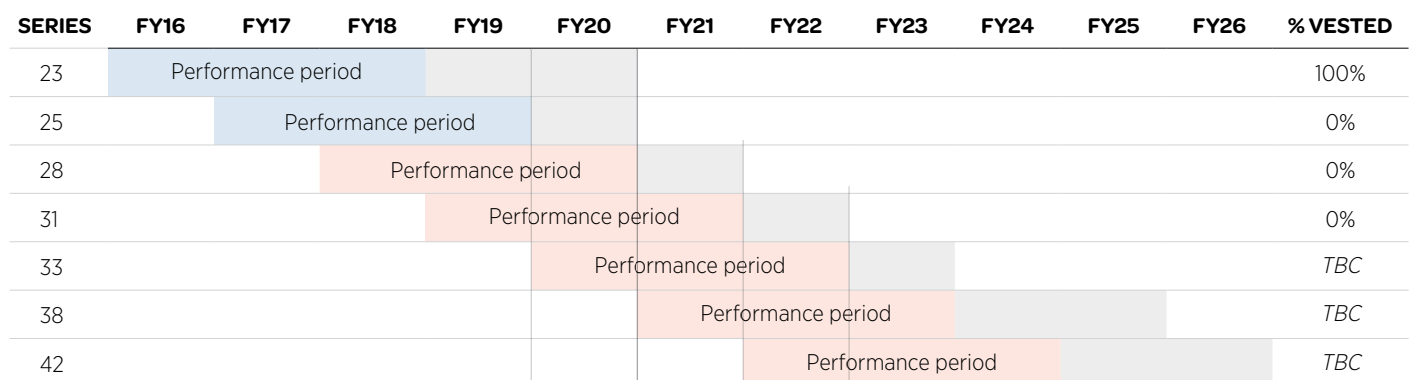 SERIES FY16 FY17 FY18 FY19 FY20 FY21 FY22 FY23 FY24 FY25 FY26 % VESTED
23 Performance period 100%
25 Performance period 0%
28 Performance period 0%
31 Performance period 0%
33 Performance period TBC
38 Performance period TBC
42 Performance period TBC